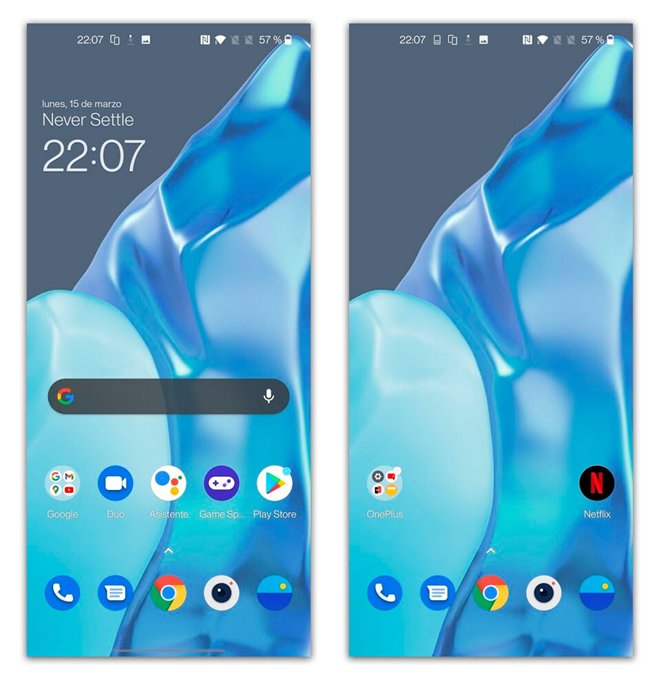 22:07
57 %
lunes, 15 de marzo
Never Settle
22:07
Google
Duo
Asistente
Game Sp...
Play Store
22:07
57 %
OnePlus
Netflix